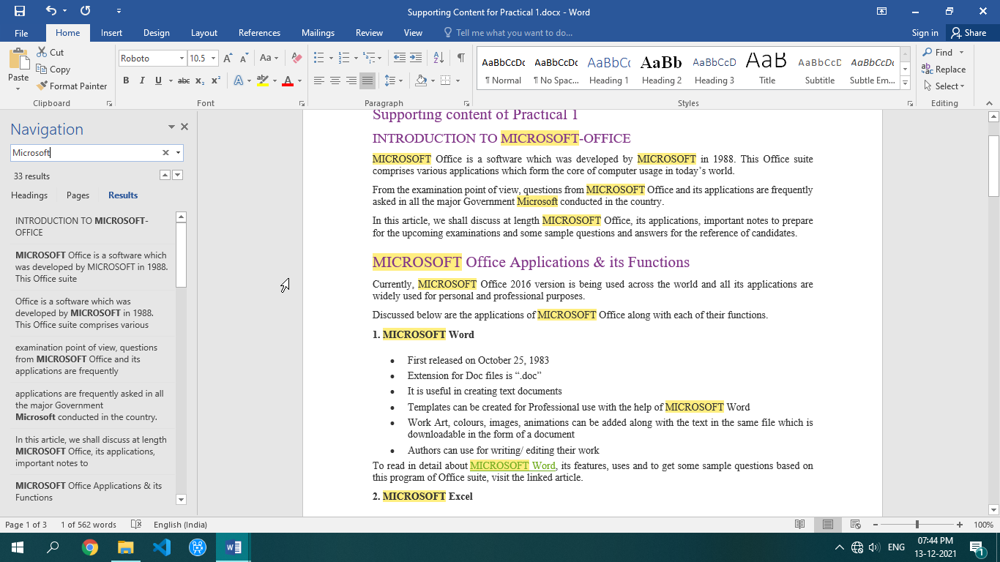 Supporting Content for Practical 1.docx - Word
File Home Insert Design Layout References Mailings Review View Tell me what you want to do... Sign in Share
Paste
Cut
Copy
Format Painter
Clipboard
Roboto 10.5 Aa
B I U abc x₂ x² A ab A
Font
Paragraph
AaBbCcDc AaBbCcDc AaBbCc AaBb AaBbCcD AaB AaBbCcD AaBbCcDc
¶ Normal ¶ No Spac... Heading 1 Heading 2 Heading 3 Title Subtitle Subtle Em...
Styles
Find
Replace
Select
Editing
Navigation
Microsoft
33 results
Headings Pages Results
INTRODUCTION TO MICROSOFT-
OFFICE
MICROSOFT Office is a software which
was developed by MICROSOFT in 1988.
This Office suite
Office is a software which was
developed by MICROSOFT in 1988.
This Office suite comprises various
examination point of view, questions
from MICROSOFT Office and its
applications are frequently
applications are frequently asked in all
the major Government
Microsoft conducted in the country.
In this article, we shall discuss at length
MICROSOFT Office, its applications,
important notes to
MICROSOFT Office Applications & its
Functions
Supporting content of Practical 1
INTRODUCTION TO MICROSOFT-OFFICE
MICROSOFT Office is a software which was developed by MICROSOFT in 1988. This Office suite
comprises various applications which form the core of computer usage in today’s world.
From the examination point of view, questions from MICROSOFT Office and its applications are frequently
asked in all the major Government Microsoft conducted in the country.
In this article, we shall discuss at length MICROSOFT Office, its applications, important notes to prepare
for the upcoming examinations and some sample questions and answers for the reference of candidates.
MICROSOFT Office Applications & its Functions
Currently, MICROSOFT Office 2016 version is being used across the world and all its applications are
widely used for personal and professional purposes.
Discussed below are the applications of MICROSOFT Office along with each of their functions.
1. MICROSOFT Word
• First released on October 25, 1983
• Extension for Doc files is “.doc”
• It is useful in creating text documents
• Templates can be created for Professional use with the help of MICROSOFT Word
• Work Art, colours, images, animations can be added along with the text in the same file which is
downloadable in the form of a document
• Authors can use for writing/ editing their work
To read in detail about MICROSOFT Word, its features, uses and to get some sample questions based on
this program of Office suite, visit the linked article.
2. MICROSOFT Excel
Page 1 of 3 1 of 562 words English (India) 100%
ENG
07:44 PM
13-12-2021
1